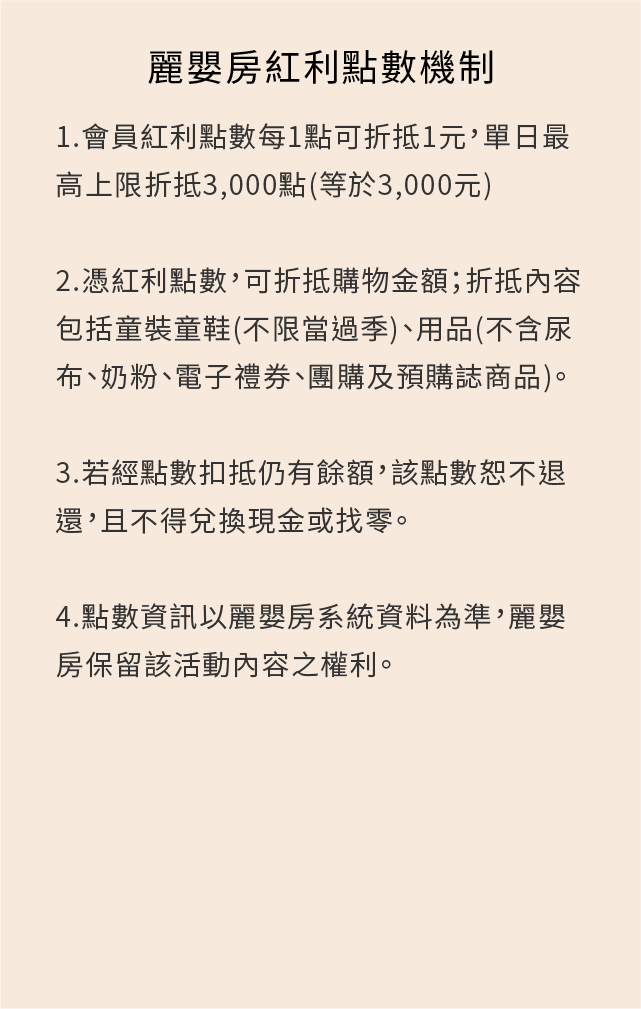 麗嬰房紅利點數機制
1.會員紅利點數每1點可折抵1元，單日最
高上限折抵3,000點(等於3,000元)
2.憑紅利點數，可折抵購物金額；折抵內容
包括童裝童鞋(不限當過季)、用品(不含尿
布、奶粉、電子禮券、團購及預購誌商品)。
3.若經點數扣抵仍有餘額，該點數恕不退
還，且不得兌換現金或找零。
4.點數資訊以麗嬰房系統資料為準，麗嬰
房保留該活動內容之權利。